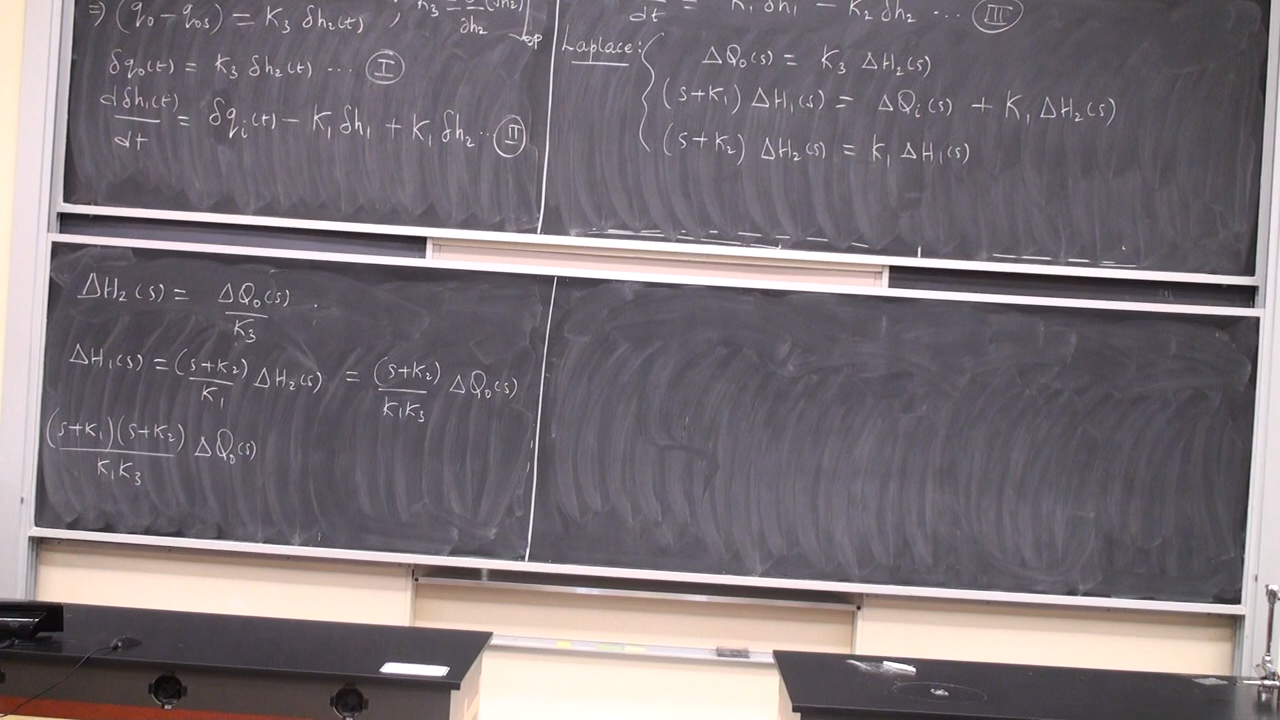 ⇒ (q₀ - q₀s) = K₃ δh₂(t) ; K₃ =
δq₀(t) = K₃ δh₂(t) ... Ⓘ
dδh₁(t)/dt = δqᵢ(t) - K₁ δh₁ + K₁ δh₂ ... Ⓘ︎Ⓘ
dt = K₁ δh₁ - K₂ δh₂ ... (III)
Laplace:
ΔQ₀(s) = K₃ ΔH₂(s)
(s+K₁) ΔH₁(s) = ΔQᵢ(s) + K₁ ΔH₂(s)
(s+K₂) ΔH₂(s) = K₁ ΔH₁(s)
ΔH₂(s) = ΔQ₀(s)/K₃
ΔH₁(s) = (s+K₂)/K₁ ΔH₂(s) = (s+K₂)/K₁K₃ ΔQ₀(s)
(s+K₁)(s+K₂)/K₁K₃ ΔQ₀(s)